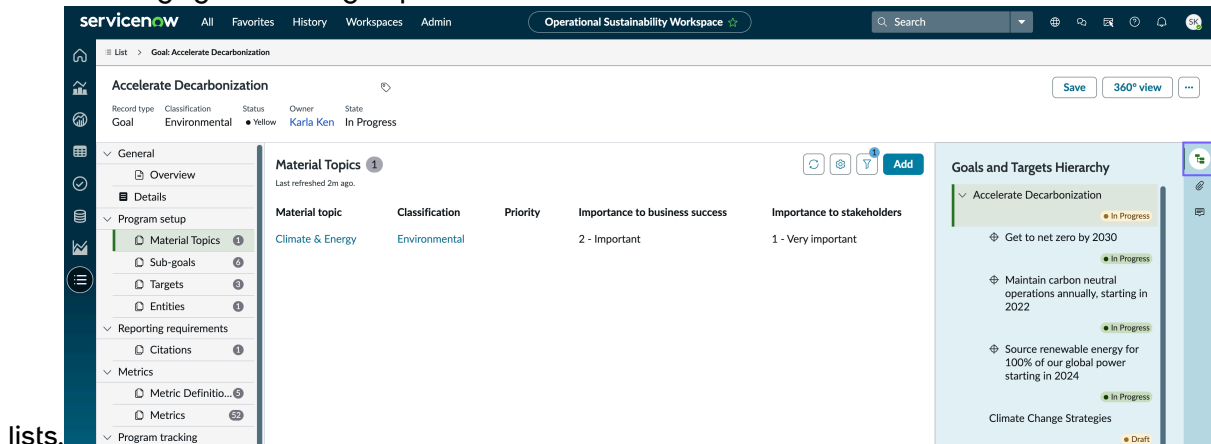 servicenow All Favorites History Workspaces Admin Operational Sustainability Workspace Search SK
List > Goal: Accelerate Decarbonization
Accelerate Decarbonization
Save 360° view
Record type Classification Status Owner State
Goal Environmental Yellow Karla Ken In Progress
General
Overview
Details
Program setup
Material Topics 1
Sub-goals 6
Targets 3
Entities 1
Reporting requirements
Citations 1
Metrics
Metric Definitio... 5
Metrics 52
Program tracking
Material Topics 1
1
Add
Last refreshed 2m ago.
Material topic Classification Priority Importance to business success Importance to stakeholders
Climate & Energy Environmental 2 - Important 1 - Very important
Goals and Targets Hierarchy
Accelerate Decarbonization
In Progress
Get to net zero by 2030
In Progress
Maintain carbon neutral
operations annually, starting in
2022
In Progress
Source renewable energy for
100% of our global power
starting in 2024
In Progress
Climate Change Strategies
Draft
lists.